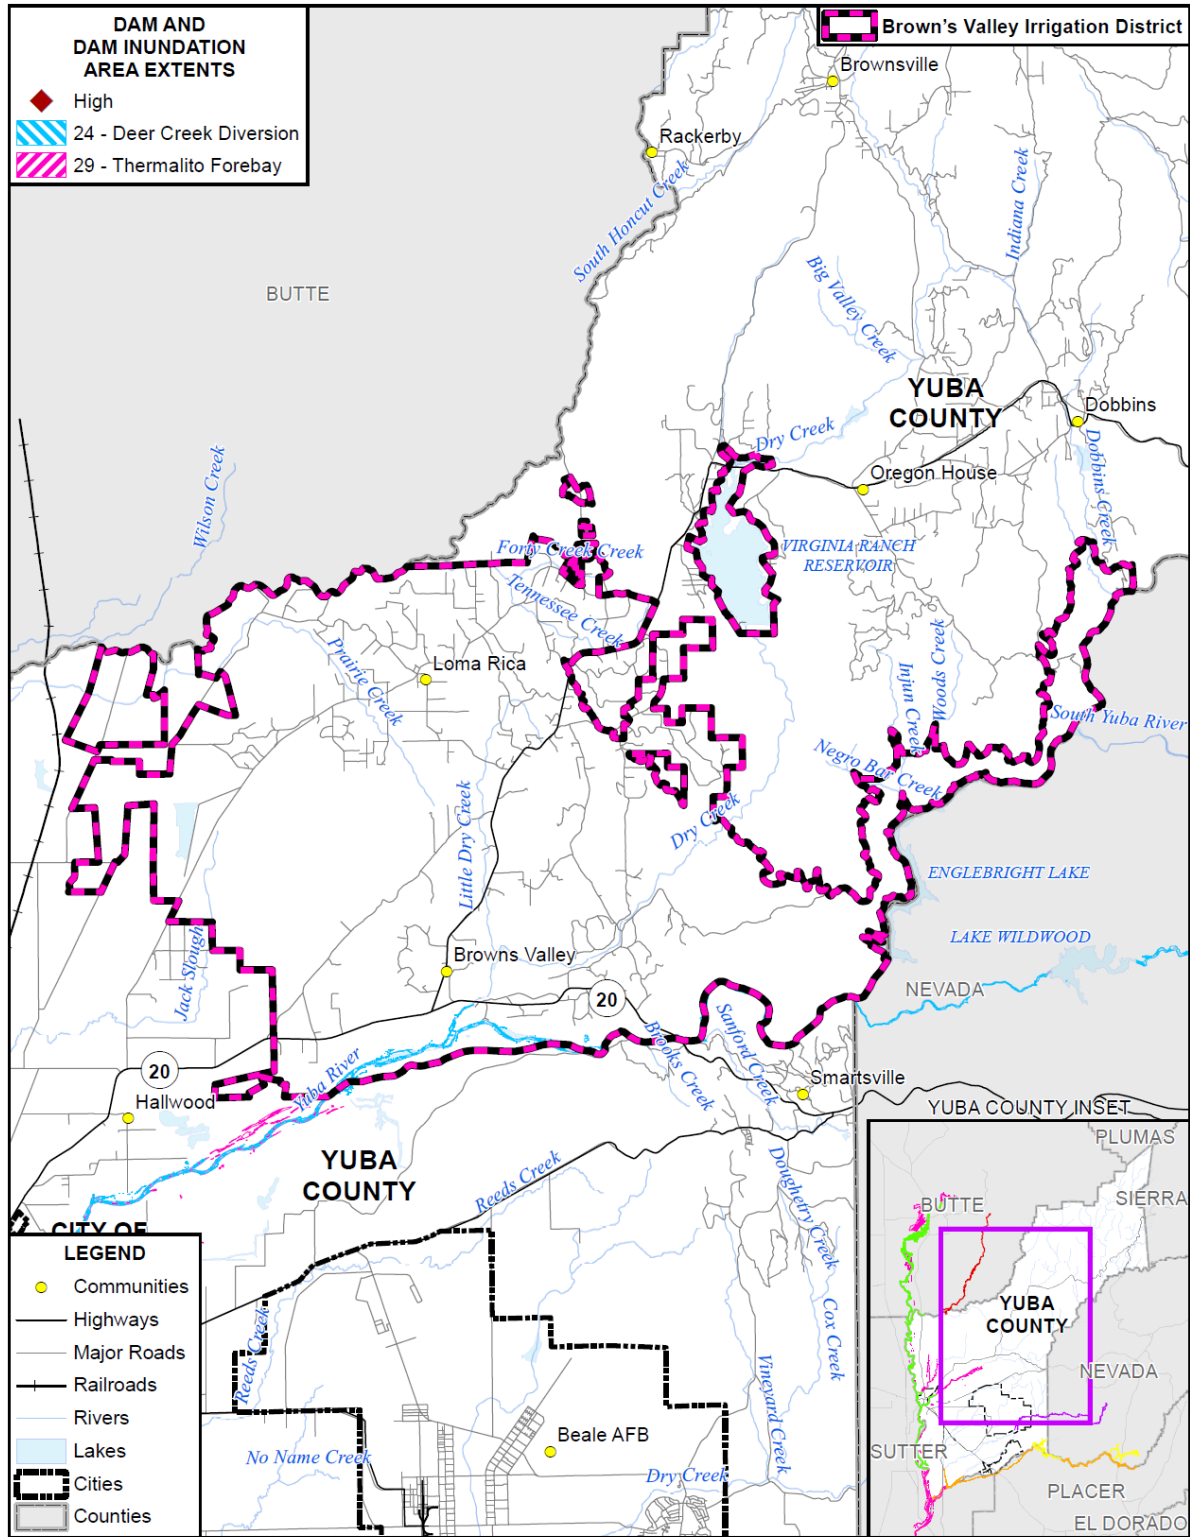 DAM AND
DAM INUNDATION
AREA EXTENTS
High
24 - Deer Creek Diversion
29 - Thermalito Forebay
Brown's Valley Irrigation District
Brownsville
Rackerby
South Honcut Creek
Indiana Creek
Big Valley Creek
BUTTE
YUBA
COUNTY
Dobbins
Dry Creek
Dobbins Creek
Oregon House
Wilson Creek
Forty Creek Creek
VIRGINIA RANCH
RESERVOIR
Tennessee Creek
Prairie Creek
Loma Rica
Injun Creek
Woods Creek
South Yuba River
Negro Bar Creek
Little Dry Creek
Dry Creek
ENGLEBRIGHT LAKE
LAKE WILDWOOD
Jack Slough
Browns Valley
NEVADA
20
Sanford Creek
Brooks Creek
20
Yuba River
Smartsville
Hallwood
YUBA COUNTY INSET
YUBA
COUNTY
Reeds Creek
Doughetry Creek
CITY OF
LEGEND
Communities
Highways
Major Roads
Railroads
Rivers
Lakes
Cities
Counties
Reeds Creek
Cox Creek
Vineyard Creek
No Name Creek
Beale AFB
Dry Creek
PLUMAS
BUTTE
SIERRA
YUBA
COUNTY
NEVADA
SUTTER
PLACER
EL DORADO